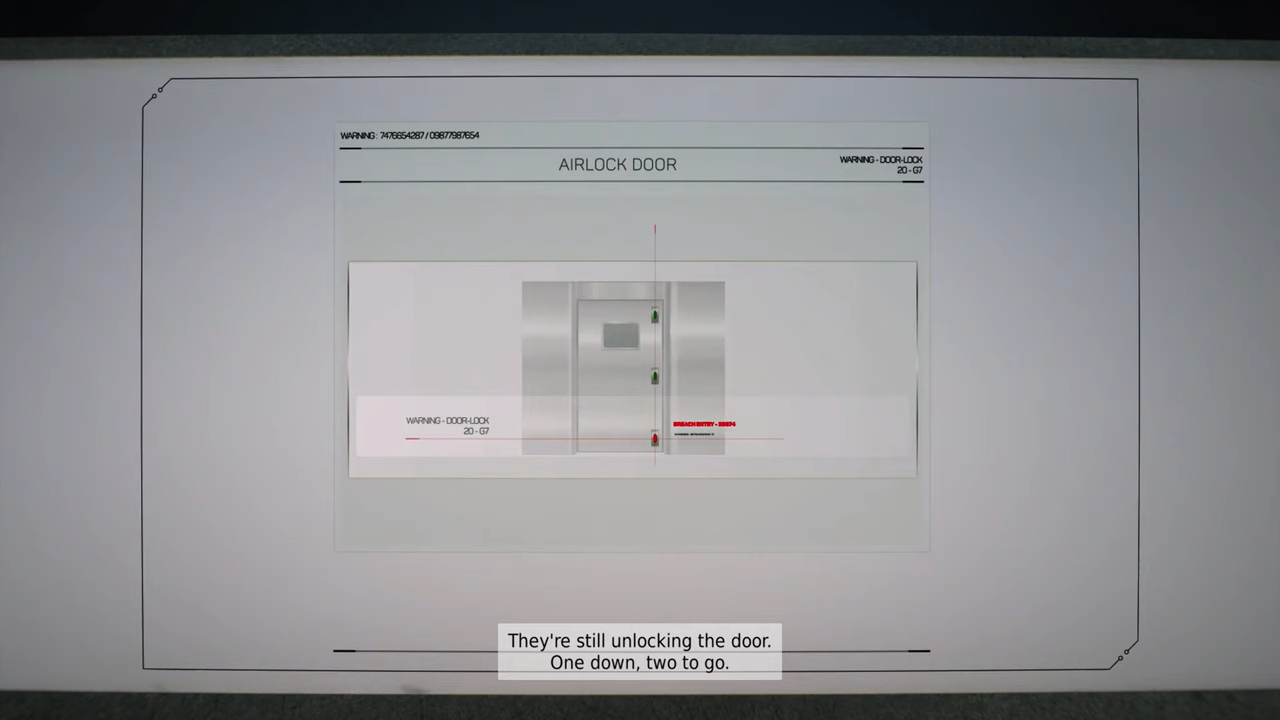 WARNING : 7476654287 / 09877987654
AIRLOCK DOOR
WARNING - DOOR-LOCK
20 - G7
WARNING - DOOR-LOCK
20 - G7
They're still unlocking the door.
One down, two to go.